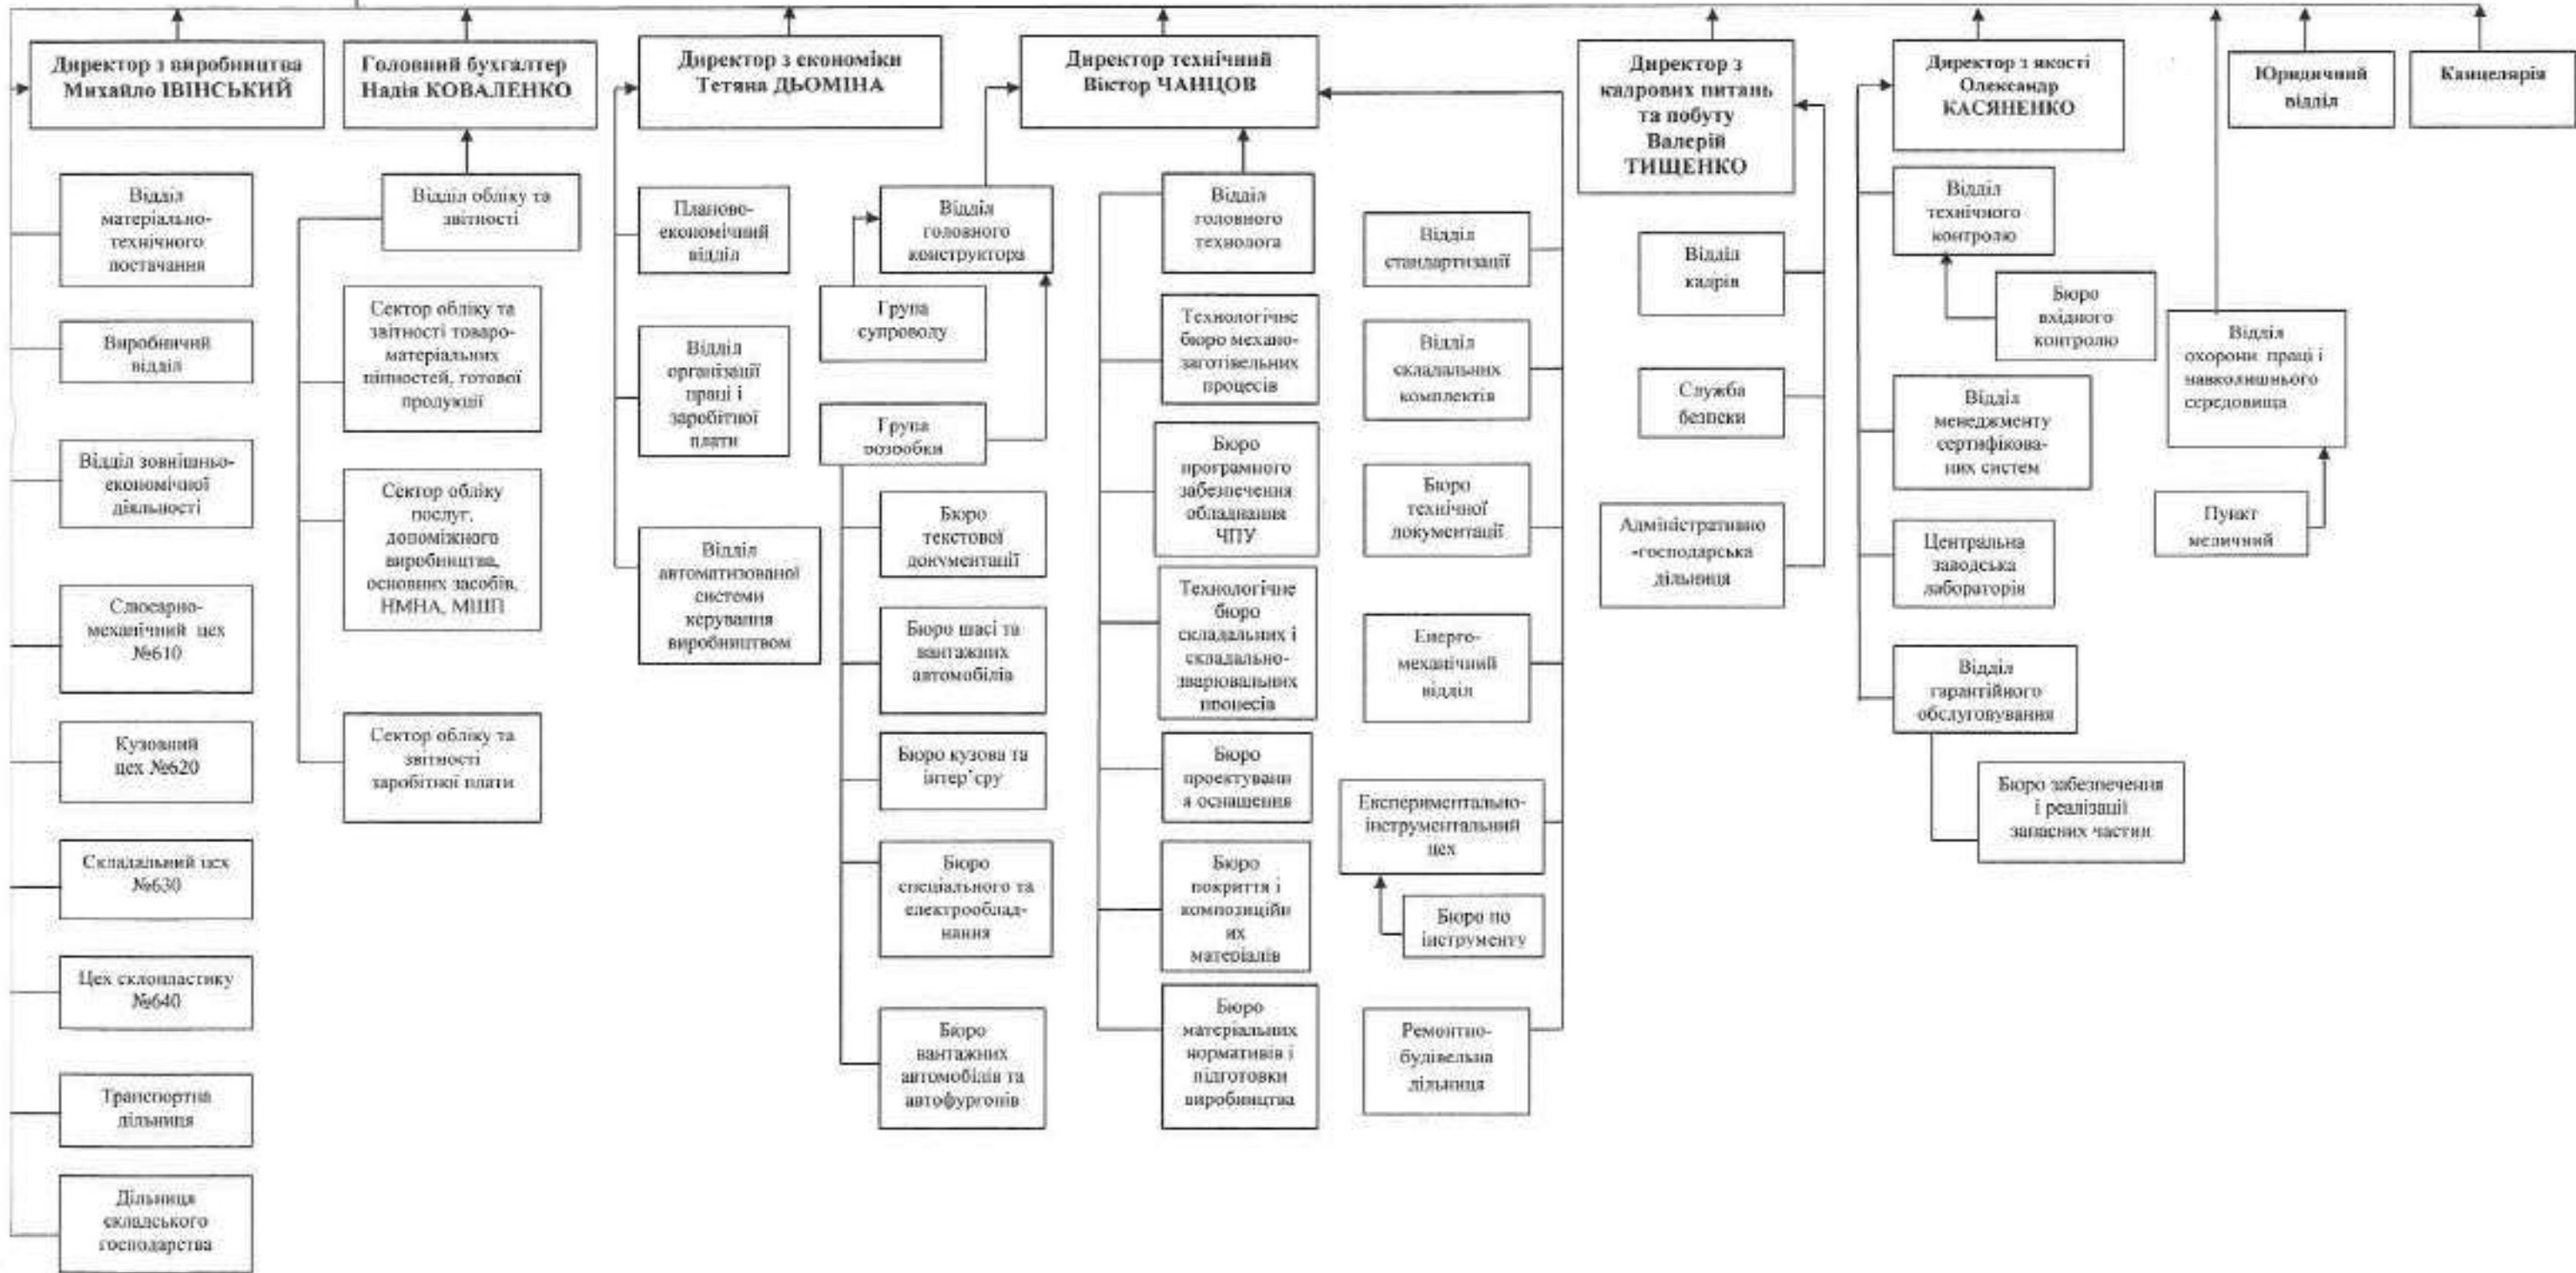 Директор з виробництва
Михайло ІВІНСЬКИЙ
Головний бухгалтер
Надія КОВАЛЕНКО
Директор з економіки
Тетяна ДЬОМІНА
Директор технічний
Віктор ЧАНЦОВ
Директор з
кадрових питань
та побуту
Валерій
ТИЩЕНКО
Директор з якості
Олександр
КАСЯНЕНКО
Юридичний
відділ
Канцелярія
Відділ
матеріально-
технічного
постачання
Виробничий
відділ
Відділ зовнішньо-
економічної
діяльності
Слюсарно-
механічний цех
№610
Кузовний
цех №620
Складальний цех
№630
Цех склопластику
№640
Транспортна
дільниця
Дільниця
складського
господарства
Відділ обліку та
звітності
Сектор обліку та
звітності товаро-
матеріальних
цінностей, готової
продукції
Сектор обліку
послуг,
допоміжного
виробництва,
основних засобів,
НМНА, МШП
Сектор обліку та
звітності
заробітної плати
Планово-
економічний
відділ
Відділ
організації
праці і
заробітної
плати
Відділ
автоматизованої
системи
керування
виробництвом
Відділ
головного
конструктора
Група
супроводу
Група
розробки
Бюро
текстової
документації
Бюро шасі та
вантажних
автомобілів
Бюро кузова та
інтер’єру
Бюро
спеціального та
електрооблад-
нання
Бюро
вантажних
автомобілів та
автофургонів
Відділ
головного
технолога
Технологічне
бюро механо-
заготівельних
процесів
Бюро
програмного
забезпечення
обладнання
ЧПУ
Технологічне
бюро
складальних і
складально-
зварювальних
процесів
Бюро
проектуванн
я оснащення
Бюро
покриття і
композиційн
их
матеріалів
Бюро
матеріальних
нормативів і
підготовки
виробництва
Відділ
стандартизації
Відділ
складальних
комплектів
Бюро
технічної
документації
Енерго-
механічний
відділ
Експериментально-
інструментальний
цех
Бюро по
інструменту
Ремонтно-
будівельна
дільниця
Відділ
кадрів
Служба
безпеки
Адміністративно
-господарська
дільниця
Відділ
технічного
контролю
Бюро
вхідного
контролю
Відділ
менеджменту
сертифікова-
них систем
Центральна
заводська
лабораторія
Відділ
гарантійного
обслуговування
Бюро забезпечення
і реалізації
запасних частин
Відділ
охорони праці і
навколишнього
середовища
Пункт
медичний